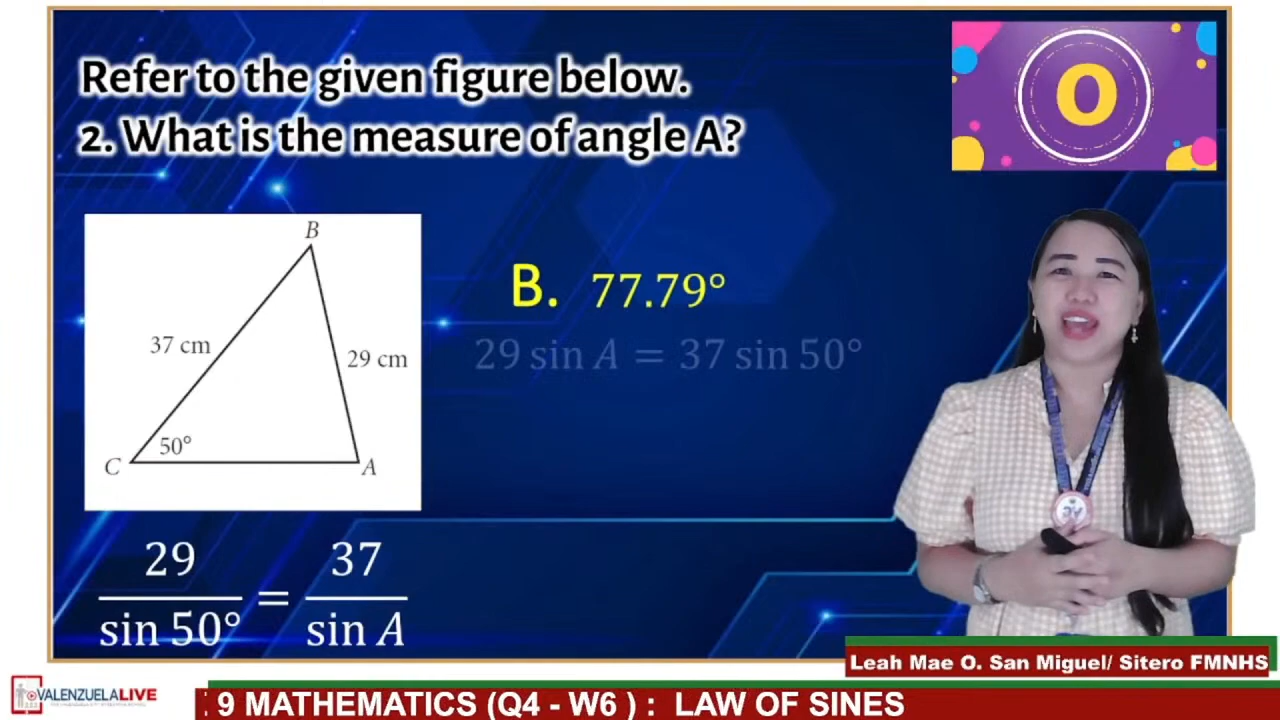 Refer to the given figure below.
2. What is the measure of angle A?
O
B
37 cm
29 cm
50°
C
A
B. 77.79°
29 sin A = 37 sin 50°
29/sin 50° = 37/sin A
Leah Mae O. San Miguel/ Sitero FMNHS
VALENZUELALIVE
9 MATHEMATICS (Q4 - W6 ) : LAW OF SINES